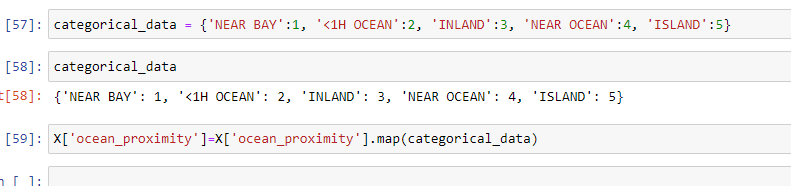 [57]: categorical_data = {'NEAR BAY':1, '<1H OCEAN':2, 'INLAND':3, 'NEAR OCEAN':4, 'ISLAND':5}
[58]: categorical_data
t[58]: {'NEAR BAY': 1, '<1H OCEAN': 2, 'INLAND': 3, 'NEAR OCEAN': 4, 'ISLAND': 5}
[59]: X['ocean_proximity']=X['ocean_proximity'].map(categorical_data)
n [ ]: